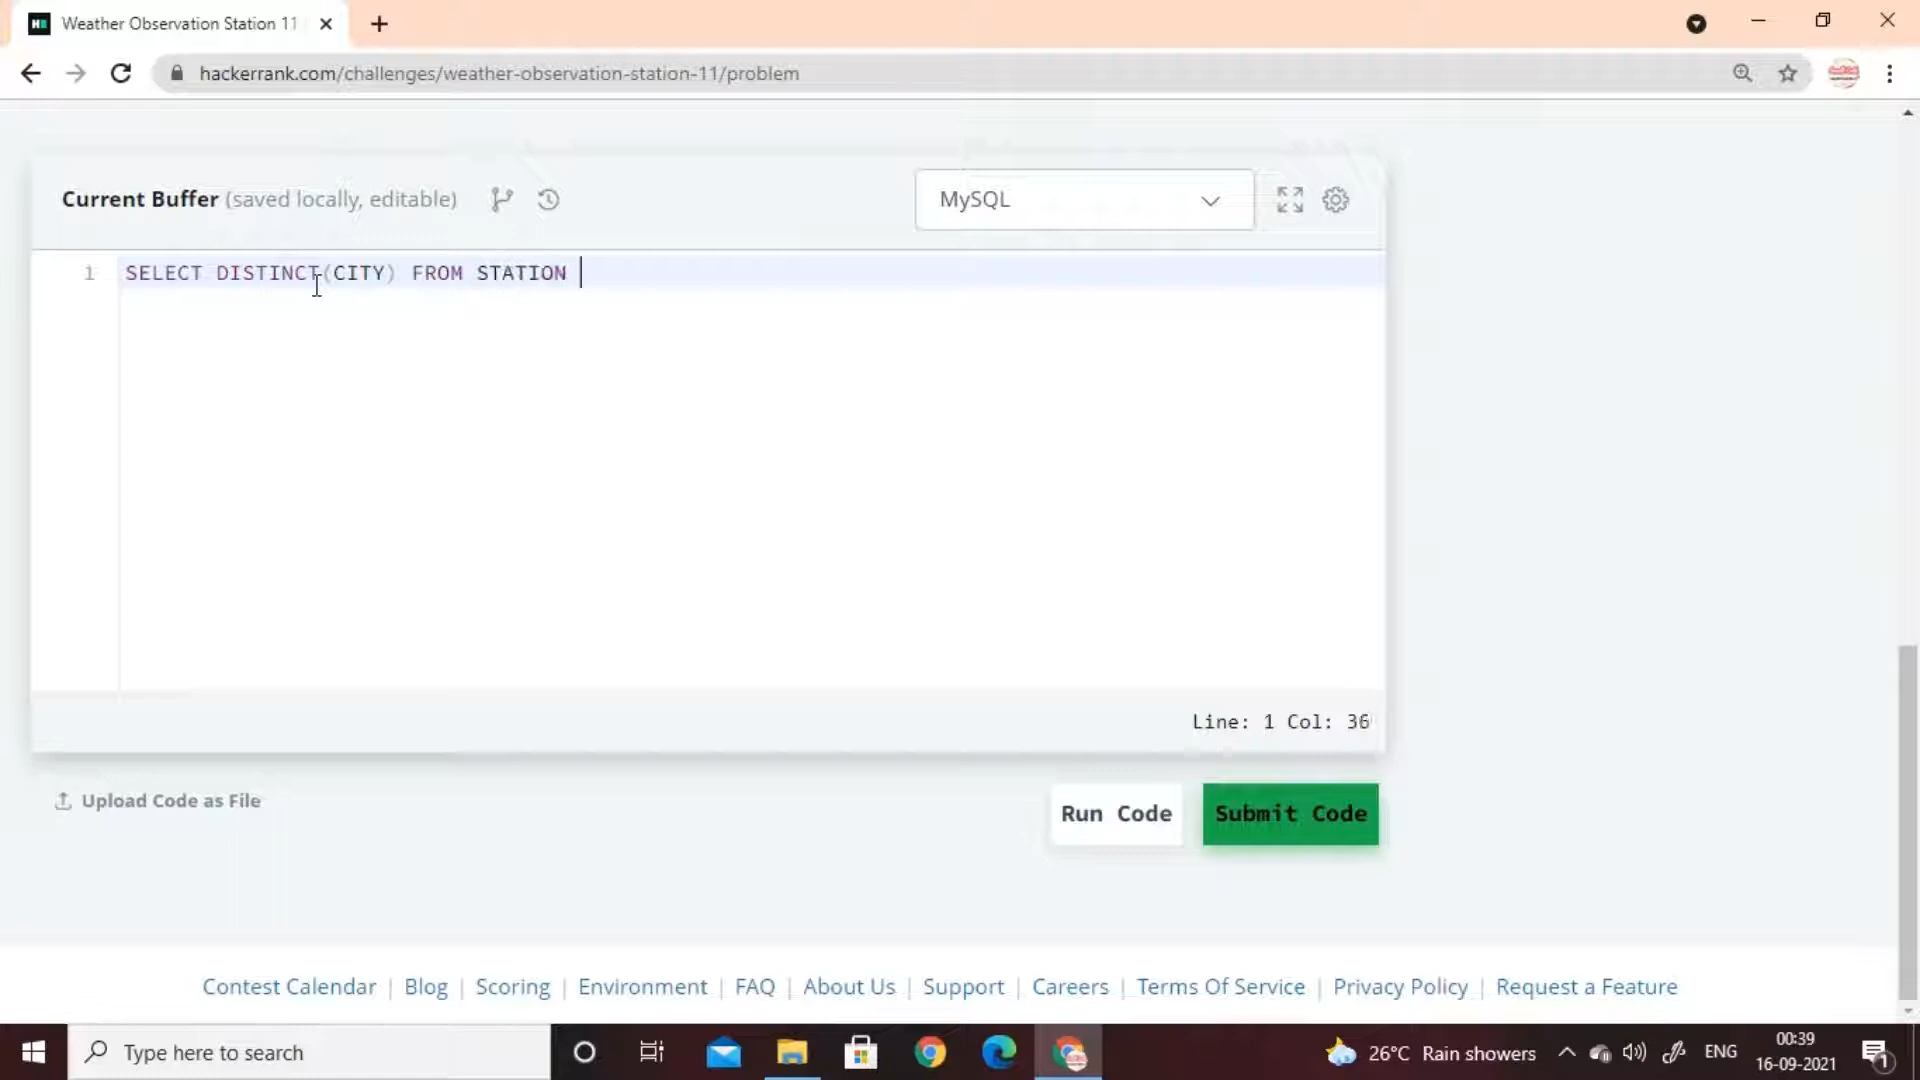 Weather Observation Station 11
hackerrank.com/challenges/weather-observation-station-11/problem
Current Buffer (saved locally, editable)
MySQL
1 SELECT DISTINCT(CITY) FROM STATION
Line: 1 Col: 36
Upload Code as File
Run Code
Submit Code
Contest Calendar | Blog | Scoring | Environment | FAQ | About Us | Support | Careers | Terms Of Service | Privacy Policy | Request a Feature
Type here to search
26°C Rain showers
ENG
00:39
16-09-2021
1